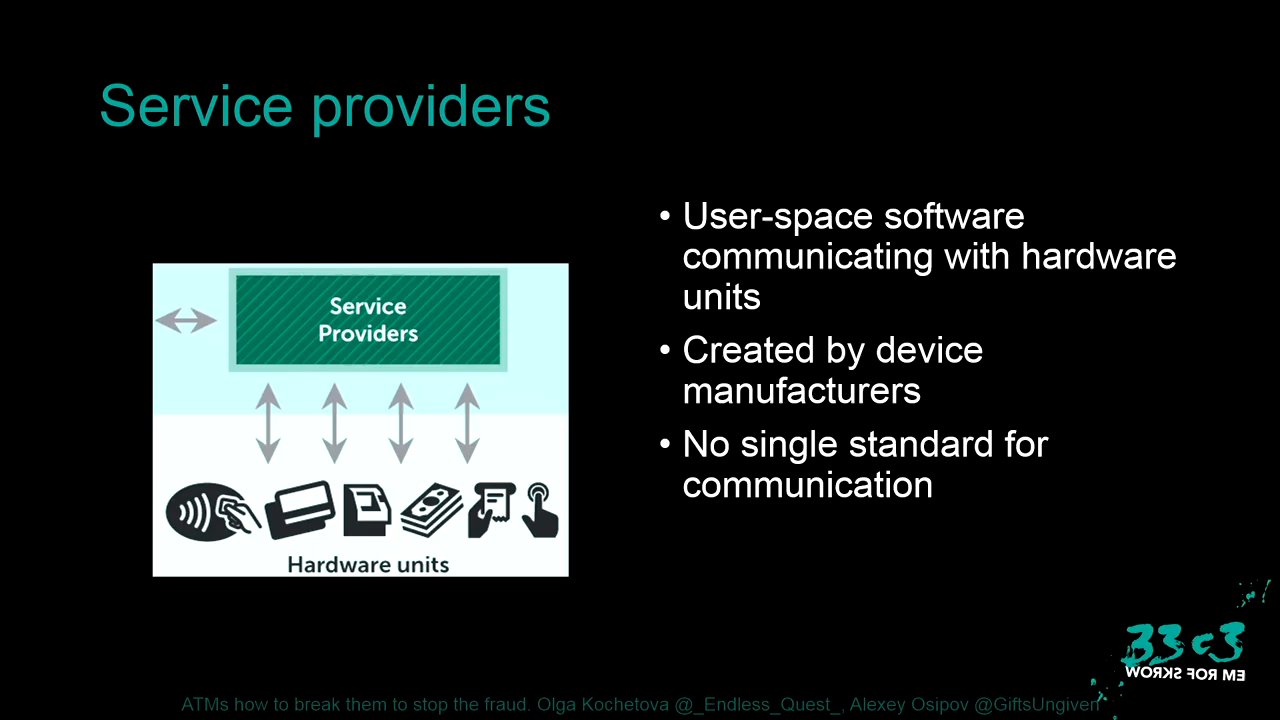 Service providers
Service
Providers
Hardware units
• User-space software
communicating with hardware
units
• Created by device
manufacturers
• No single standard for
communication
33c3
WORKS FOR ME
ATMs how to break them to stop the fraud. Olga Kochetova @_Endless_Quest_, Alexey Osipov @GiftsUngiven